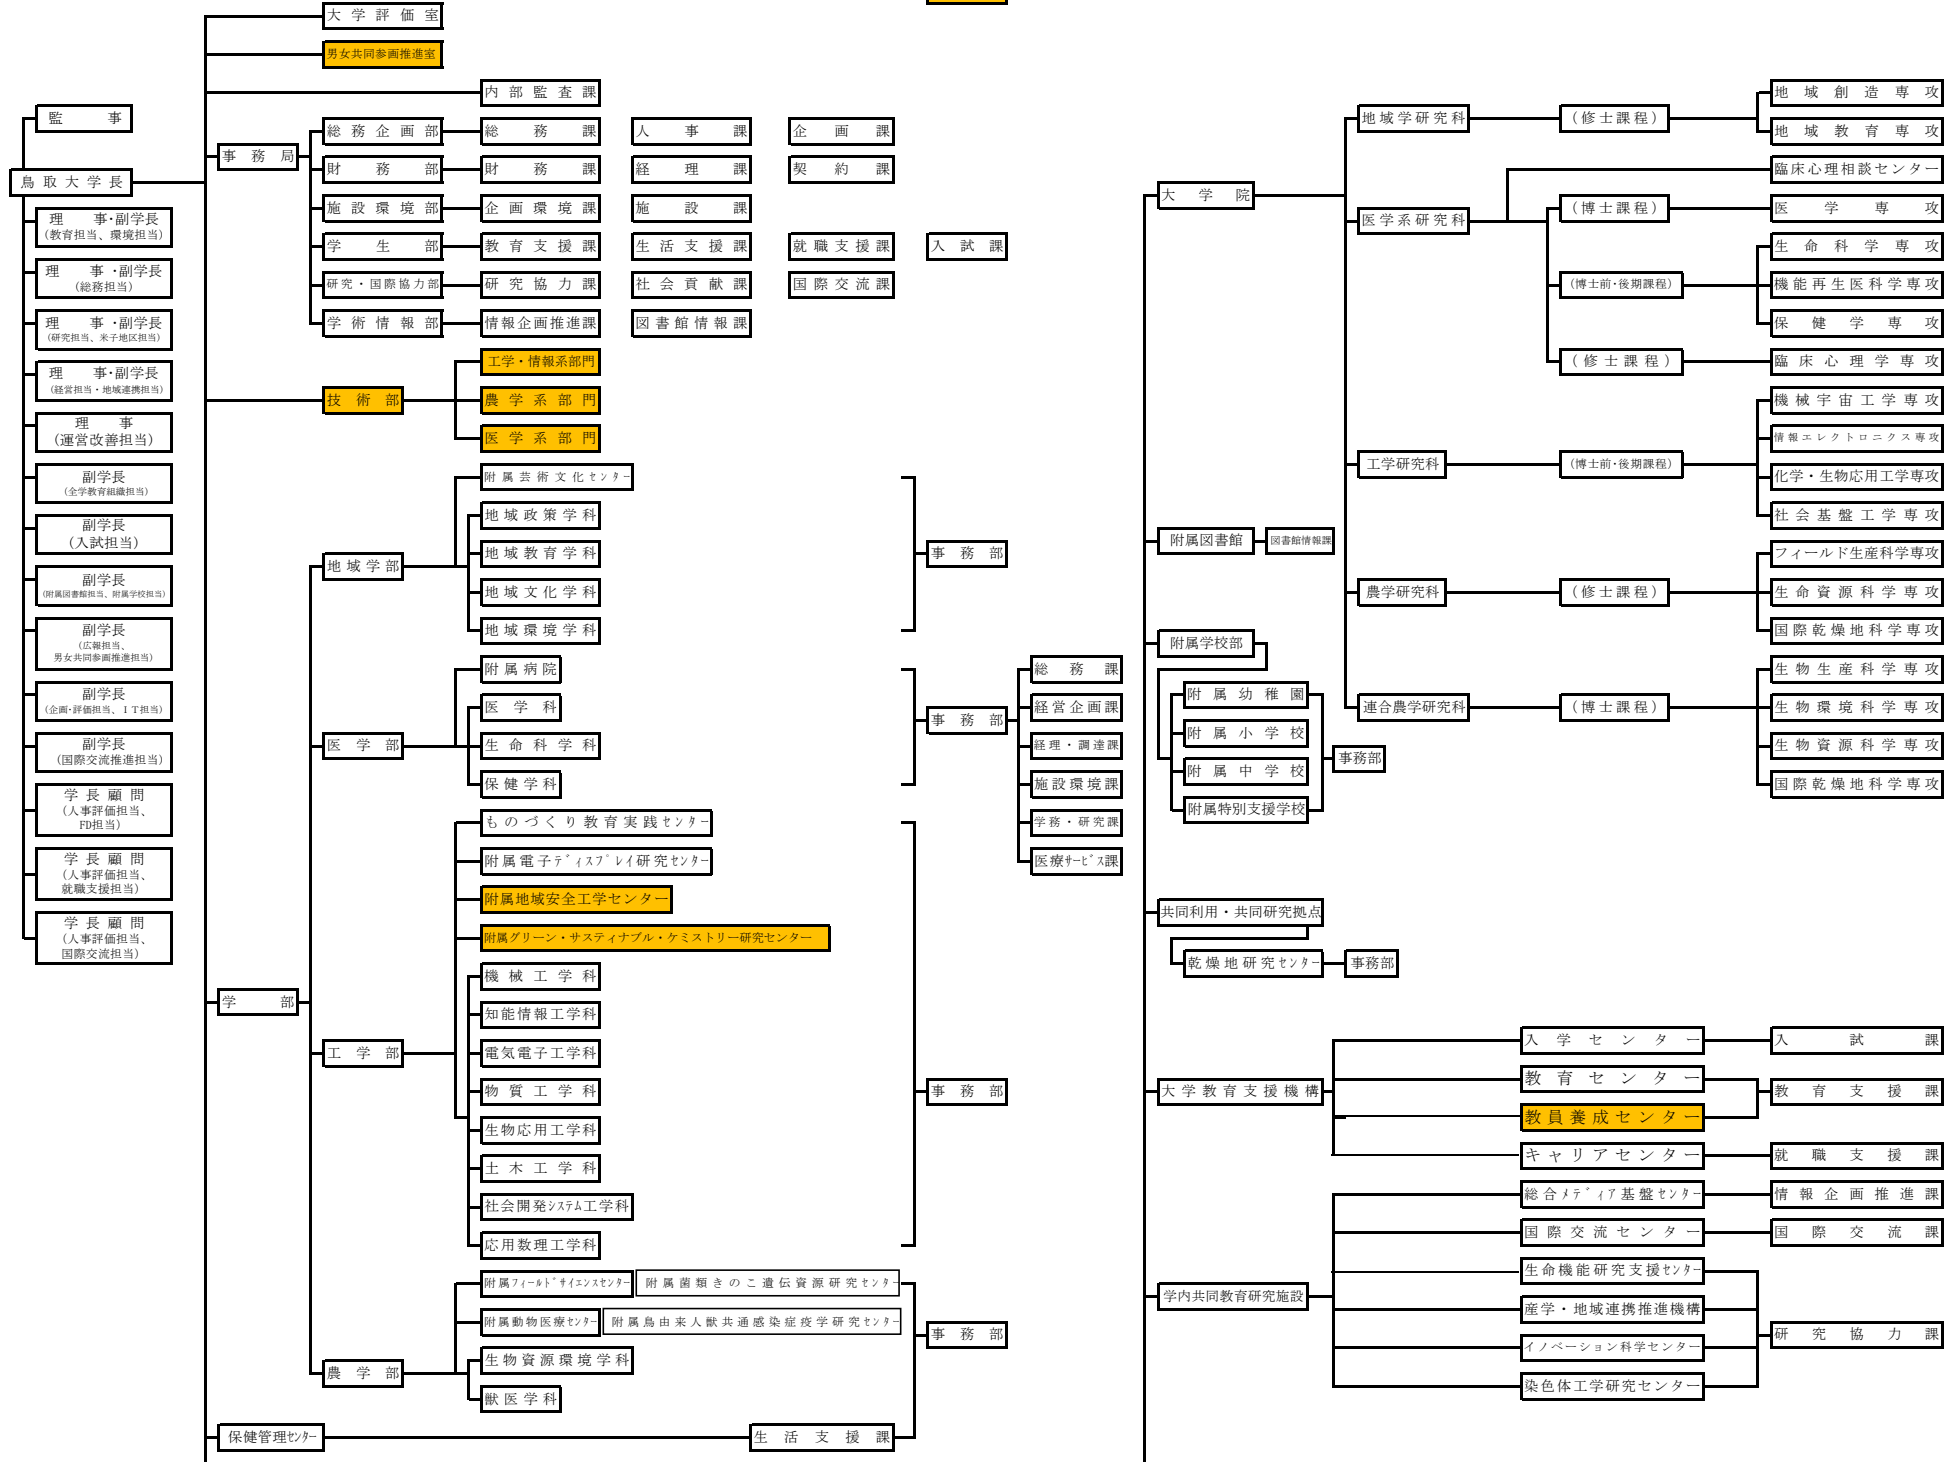 大学評価室
男女共同参画推進室
内部監査課
監事
鳥取大学長
理事・副学長
(教育担当、環境担当)
理事・副学長
(総務担当)
理事・副学長
(研究担当、米子地区担当)
理事・副学長
(経営担当・地域連携担当)
理事
(運営改善担当)
副学長
(全学教育組織担当)
副学長
(入試担当)
副学長
(附属図書館担当、附属学校担当)
副学長
(広報担当、
男女共同参画推進担当)
副学長
(企画・評価担当、IT担当)
副学長
(国際交流推進担当)
学長顧問
(人事評価担当、
FD担当)
学長顧問
(人事評価担当、
就職支援担当)
学長顧問
(人事評価担当、
国際交流担当)
事務局
総務企画部 総務課 人事課 企画課
財務部 財務課 経理課 契約課
施設環境部 企画環境課 施設課
学生部 教育支援課 生活支援課 就職支援課 入試課
研究・国際協力部 研究協力課 社会貢献課 国際交流課
学術情報部 情報企画推進課 図書館情報課
技術部
工学・情報系部門
農学系部門
医学系部門
学部
地域学部
附属芸術文化センター
地域政策学科
地域教育学科
地域文化学科
地域環境学科
事務部
医学部
附属病院
医学科
生命科学科
保健学科
事務部
総務課
経営企画課
経理・調達課
施設環境課
学務・研究課
医療サービス課
工学部
ものづくり教育実践センター
附属電子ディスプレイ研究センター
附属地域安全工学センター
附属グリーン・サスティナブル・ケミストリー研究センター
機械工学科
知能情報工学科
電気電子工学科
物質工学科
生物応用工学科
土木工学科
社会開発システム工学科
応用数理工学科
事務部
農学部
附属フィールドサイエンスセンター 附属菌類きのこ遺伝資源研究センター
附属動物医療センター 附属鳥由来人獣共通感染症疫学研究センター
生物資源環境学科
獣医学科
事務部
保健管理センター 生活支援課
大学院
地域学研究科 (修士課程)
地域創造専攻
地域教育専攻
医学系研究科
臨床心理相談センター
(博士課程) 医学専攻
(博士前・後期課程)
生命科学専攻
機能再生医科学専攻
保健学専攻
(修士課程) 臨床心理学専攻
工学研究科 (博士前・後期課程)
機械宇宙工学専攻
情報エレクトロニクス専攻
化学・生物応用工学専攻
社会基盤工学専攻
農学研究科 (修士課程)
フィールド生産科学専攻
生命資源科学専攻
国際乾燥地科学専攻
連合農学研究科 (博士課程)
生物生産科学専攻
生物環境科学専攻
生物資源科学専攻
国際乾燥地科学専攻
附属図書館 図書館情報課
附属学校部
附属幼稚園
附属小学校
附属中学校
附属特別支援学校
事務部
共同利用・共同研究拠点
乾燥地研究センター 事務部
大学教育支援機構
入学センター 入試課
教育センター
教員養成センター
教育支援課
キャリアセンター 就職支援課
学内共同教育研究施設
総合メディア基盤センター 情報企画推進課
国際交流センター 国際交流課
生命機能研究支援センター
産学・地域連携推進機構
イノベーション科学センター
染色体工学研究センター
研究協力課